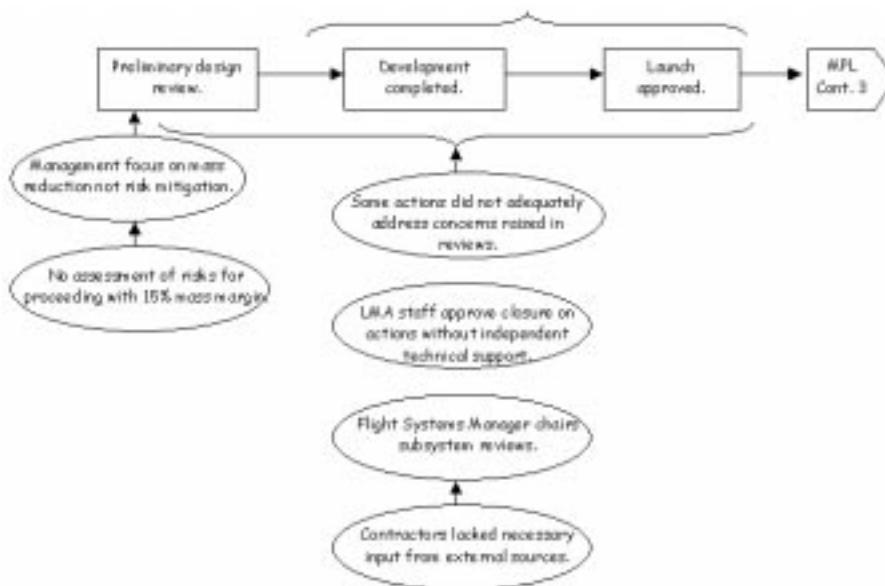 Preliminary design
review.
Development
completed.
Launch
approved.
MPL
Cont. 3
Management focus on mass
reduction not risk mitigation.
Some actions did not adequately
address concerns raised in
reviews.
No assessment of risks for
proceeding with 15% mass margin.
LMA staff approve closure on
actions without independent
technical support.
Flight Systems Manager chairs
subsystem reviews.
Contractors lacked necessary
input from external sources.